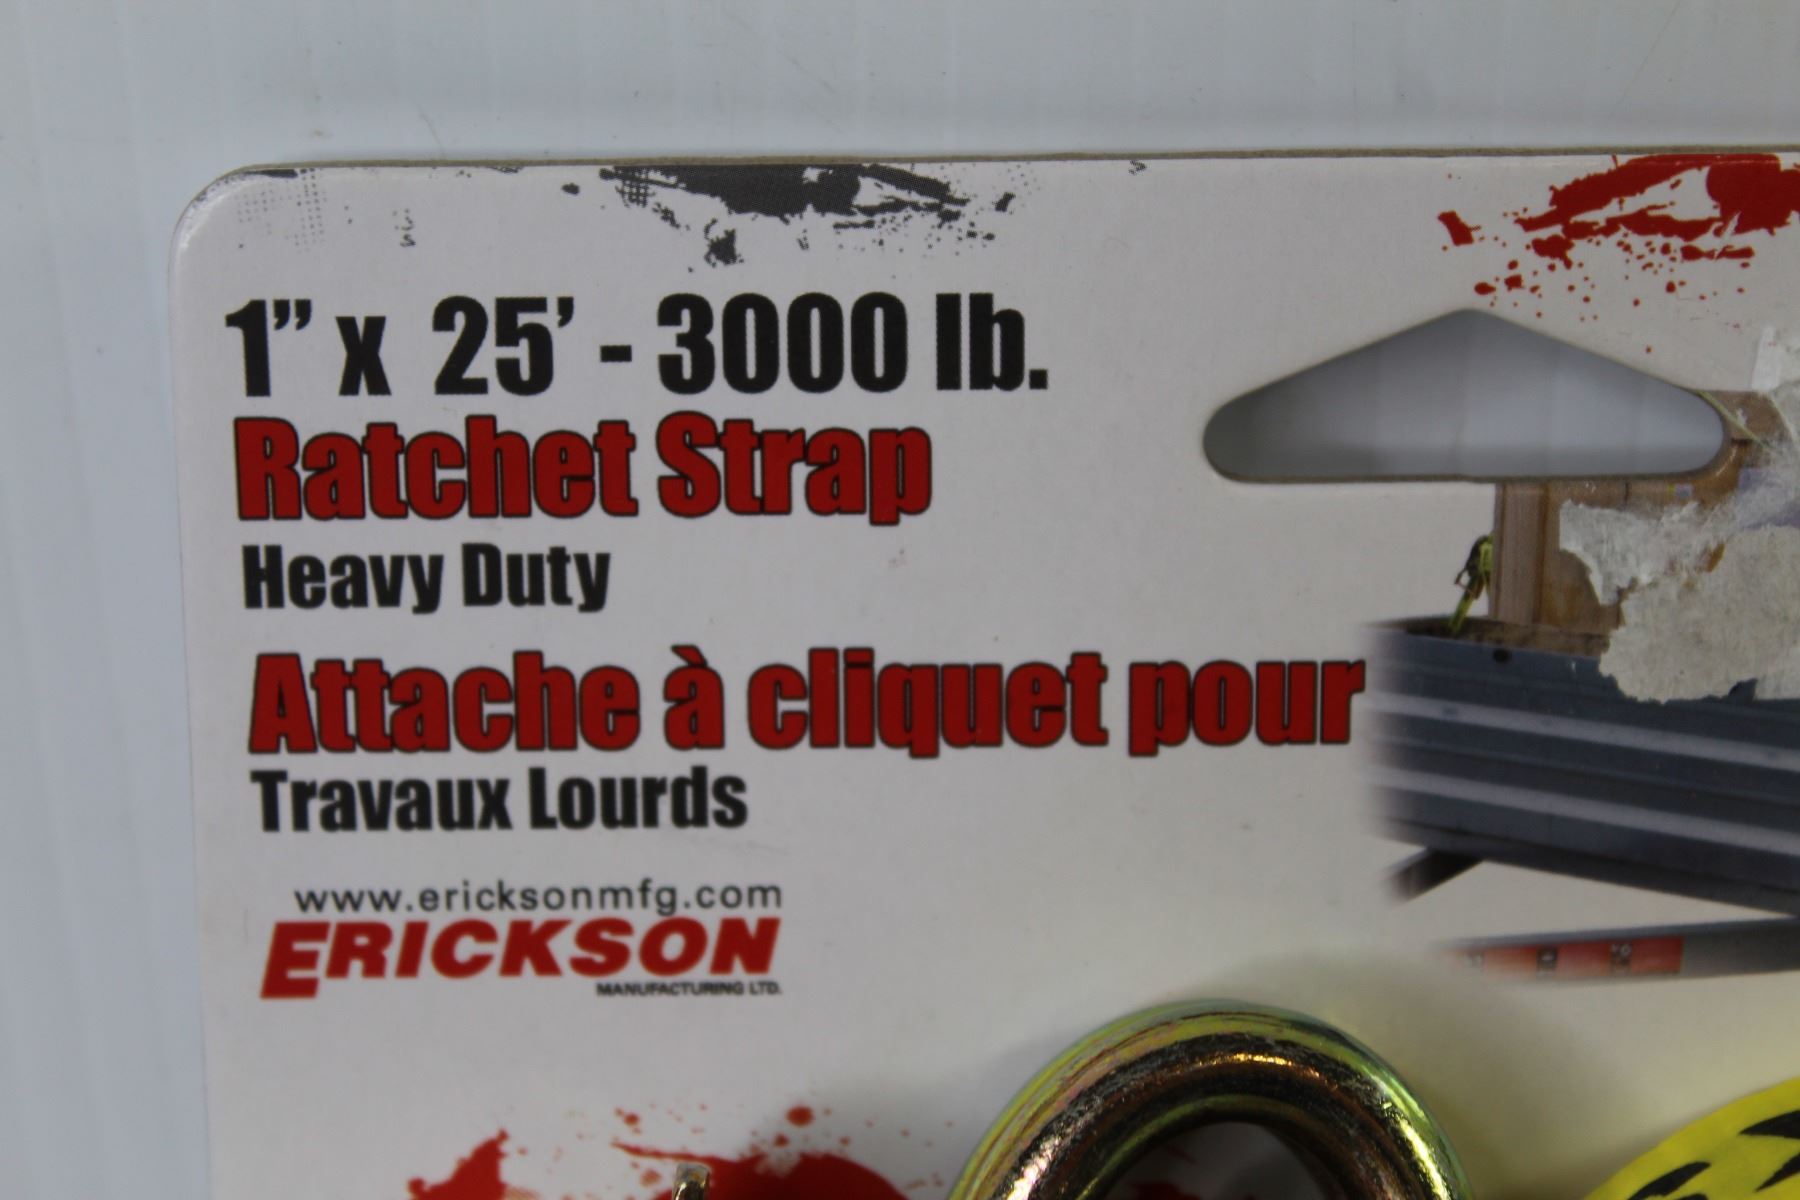 1” x 25’ - 3000 lb.
Ratchet Strap
Heavy Duty
Attache à cliquet pour
Travaux Lourds
www.ericksonmfg.com
ERICKSON
MANUFACTURING LTD.